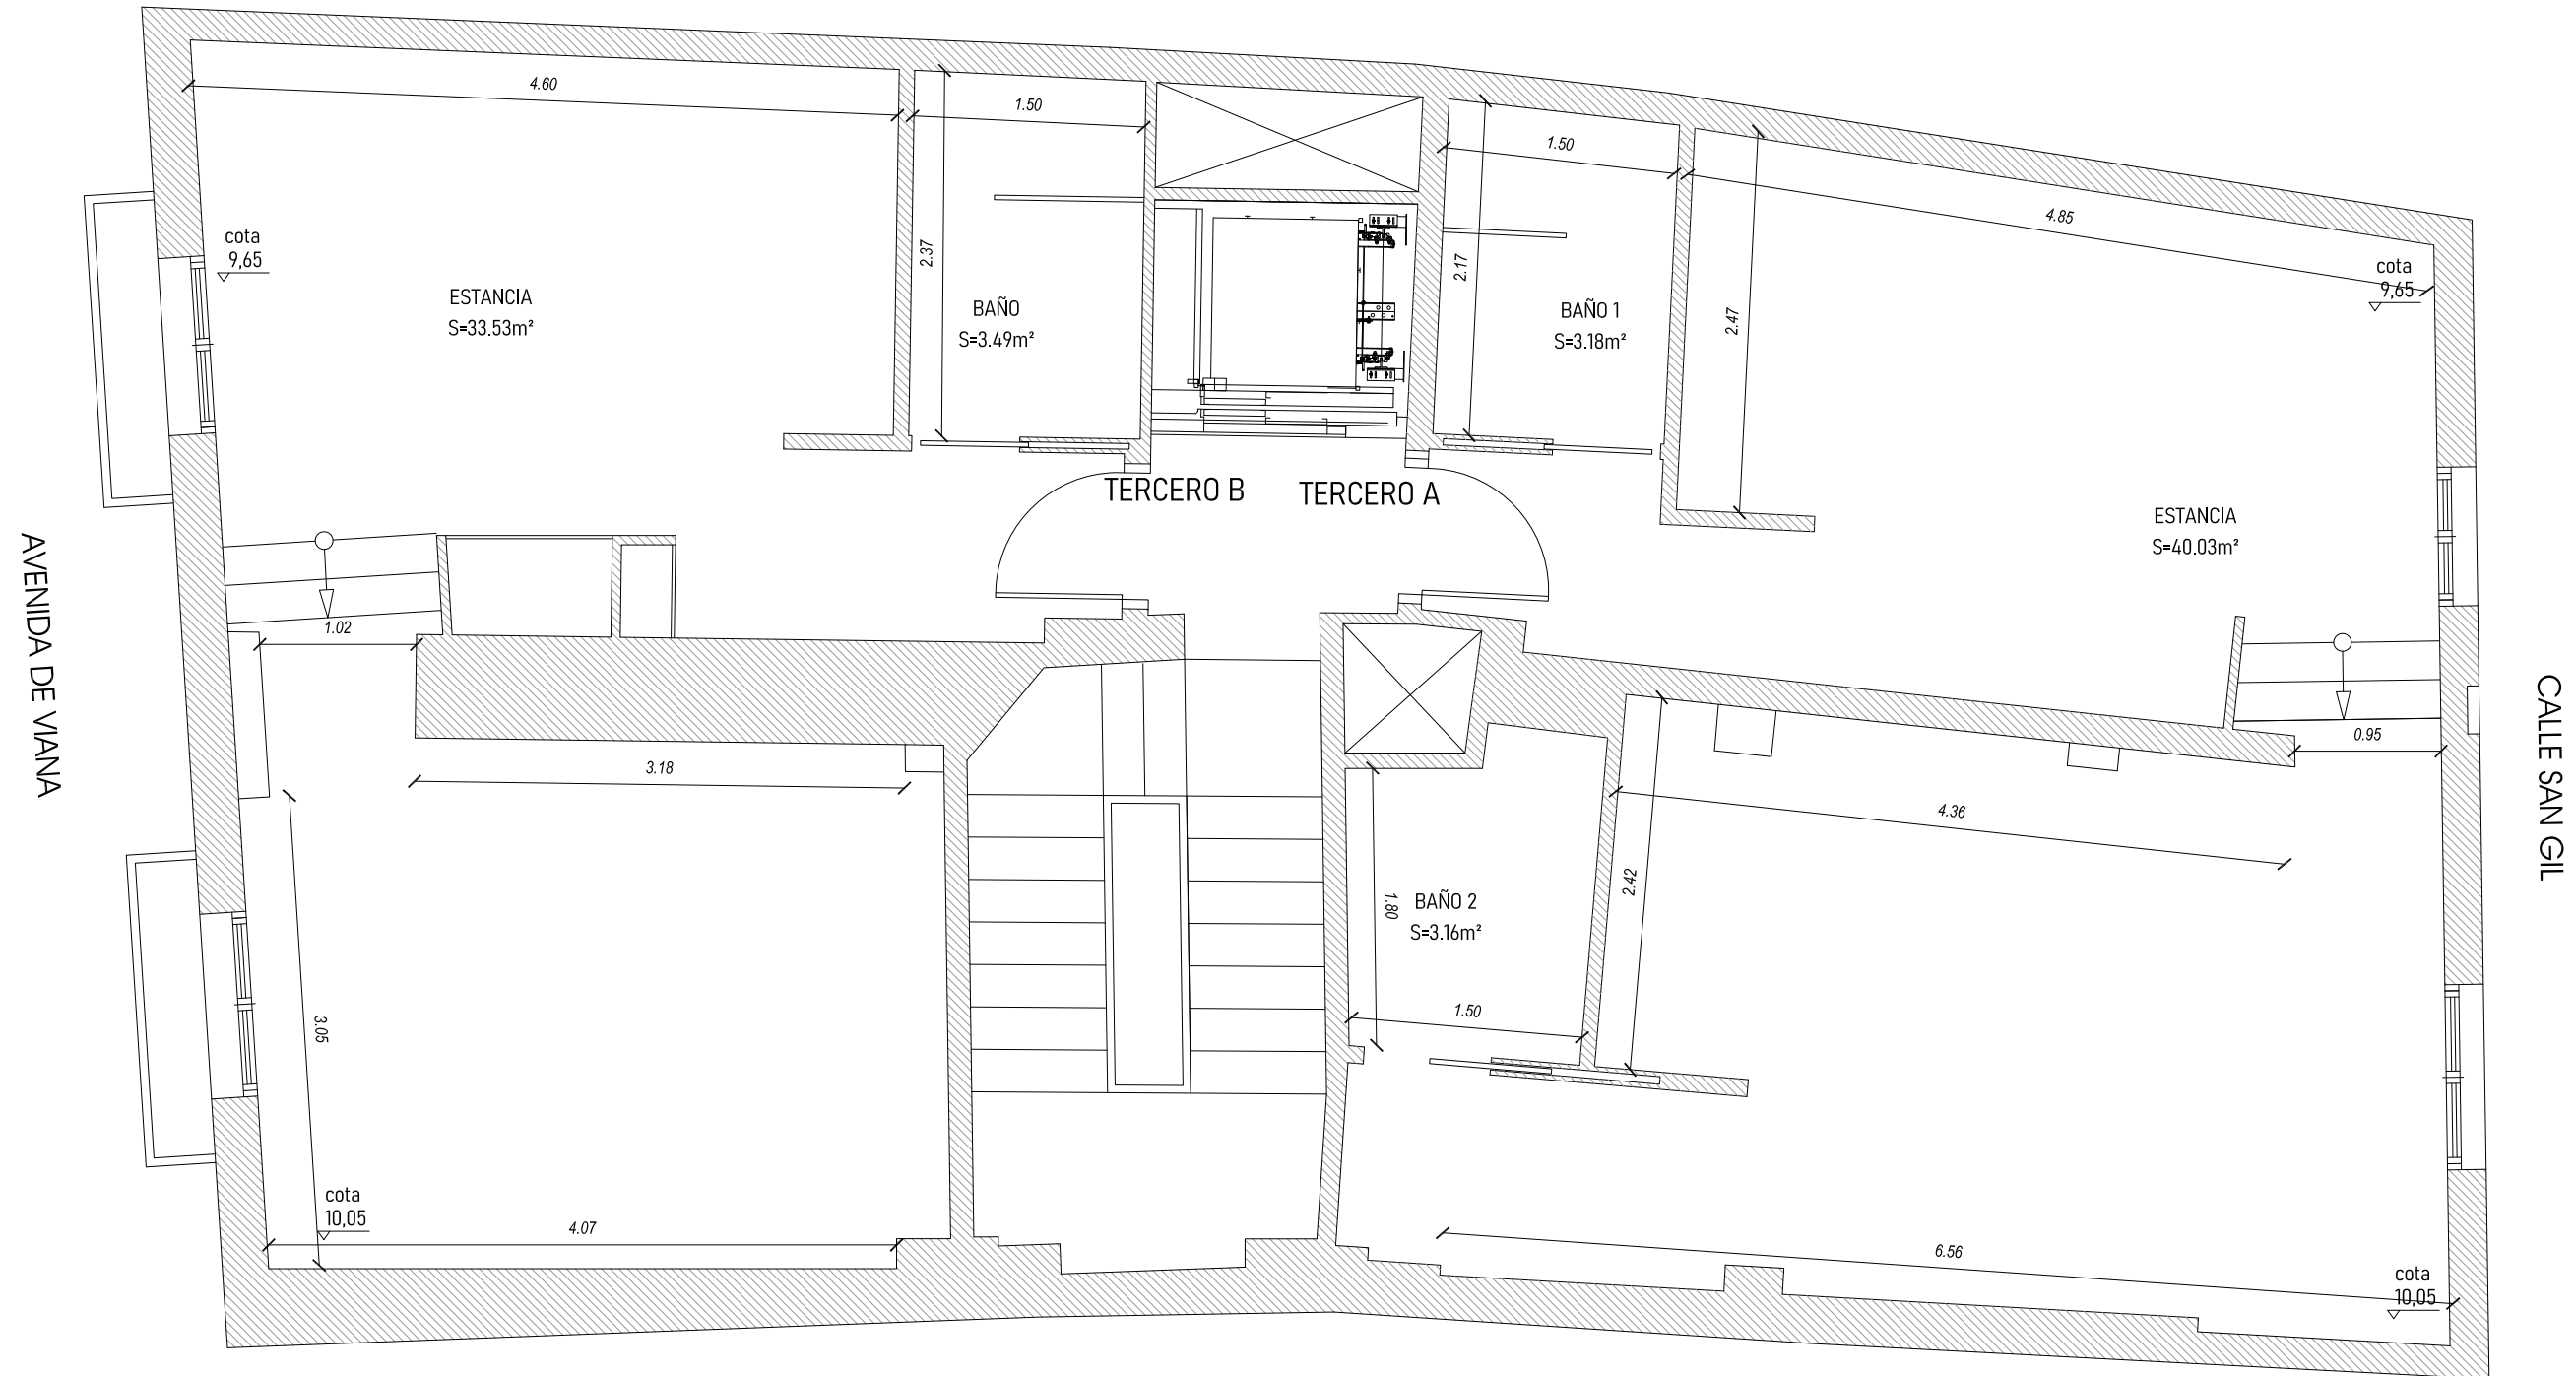 4.60
1.50
1.50
4.85
cota
9,65
2.37
2.17
2.47
cota
9,65
ESTANCIA
S=33.53m²
BAÑO
S=3.49m²
BAÑO 1
S=3.18m²
TERCERO B
TERCERO A
ESTANCIA
S=40.03m²
AVENIDA DE VIANA
CALLE SAN GIL
1.02
0.95
3.18
4.36
2.42
1.80
BAÑO 2
S=3.16m²
1.50
3.05
cota
10,05
4.07
6.56
cota
10,05